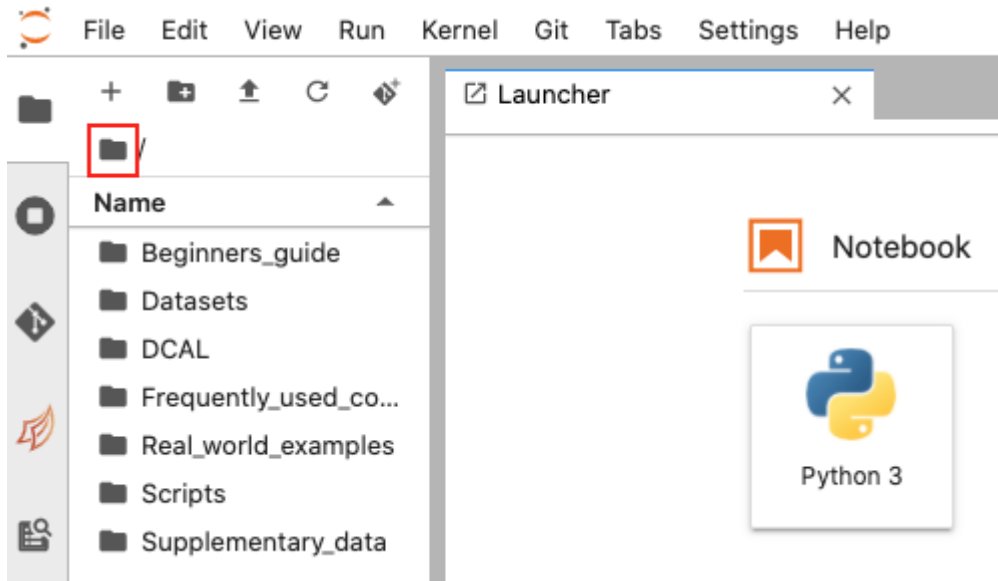 File Edit View Run Kernel Git Tabs Settings Help
Launcher
/
Name
Beginners_guide
Datasets
DCAL
Frequently_used_co...
Real_world_examples
Scripts
Supplementary_data
Notebook
Python 3